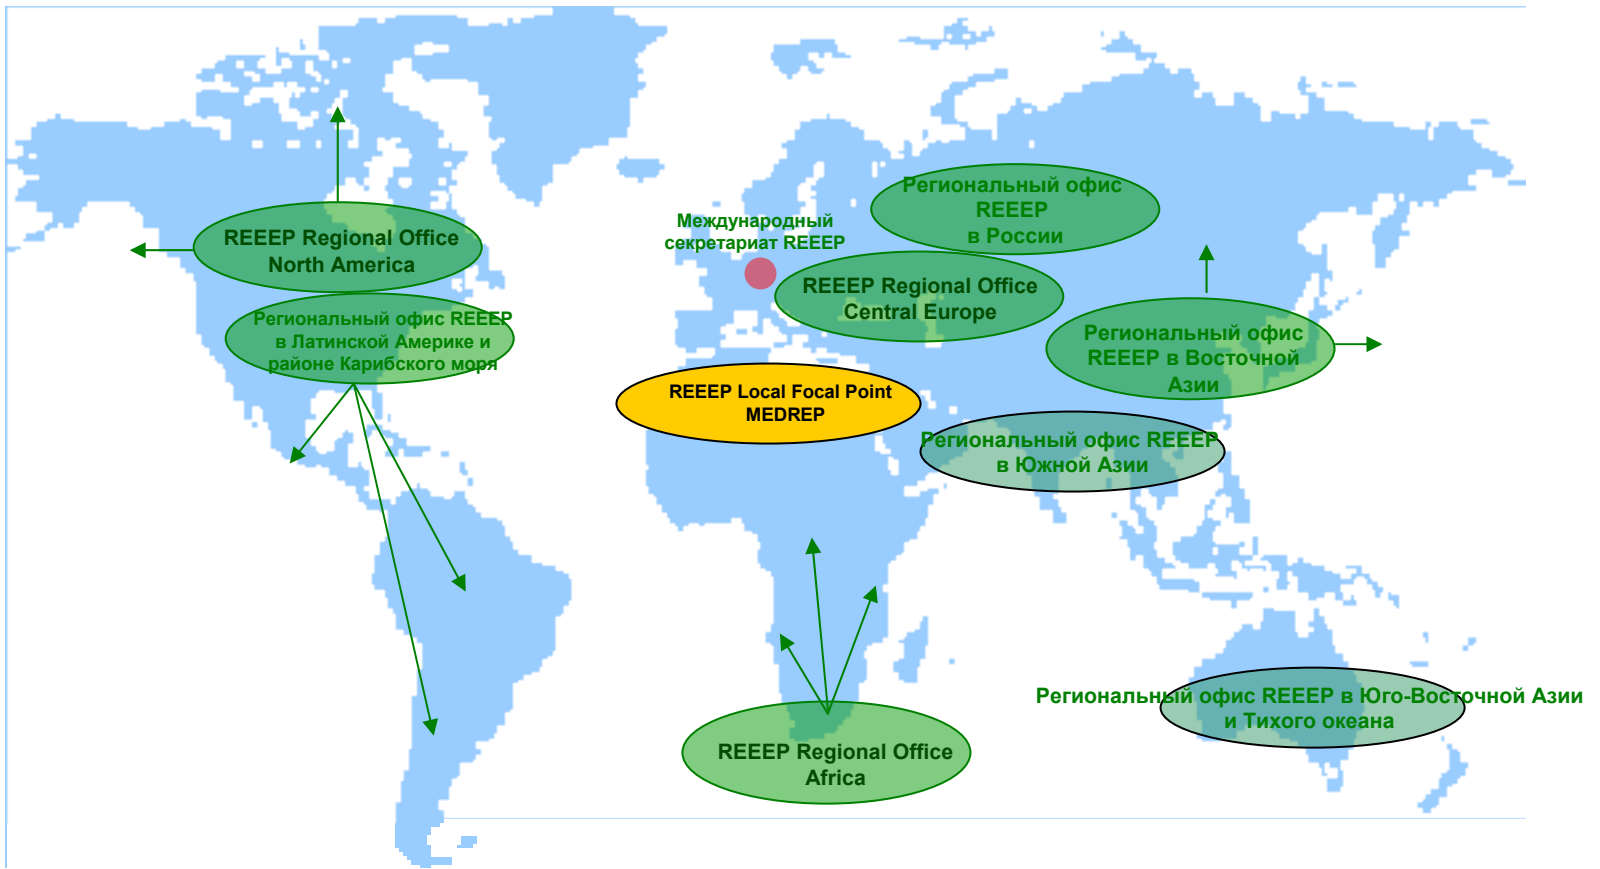 Региональный офис
REEEP
в России
Международный
секретариат REEEP
REEEP Regional Office
North America
REEEP Regional Office
Central Europe
Региональный офис REEEP
в Латинской Америке и
районе Карибского моря
Региональный офис
REEEP в Восточной
Азии
REEEP Local Focal Point
MEDREP
Региональный офис REEEP
в Южной Азии
Региональный офис REEEP в Юго-Восточной Азии
и Тихого океана
REEEP Regional Office
Africa